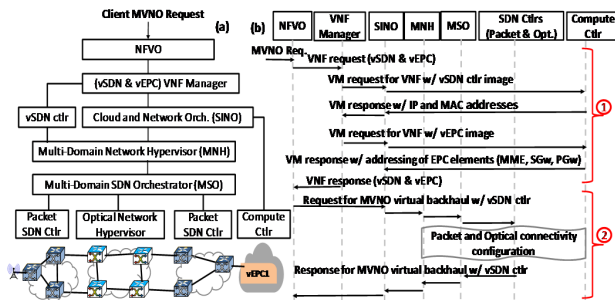 Client MVNO Request
(a)
NFVO
(vSDN & vEPC) VNF Manager
vSDN ctlr
Cloud and Network Orch. (SINO)
Multi-Domain Network Hypervisor (MNH)
Multi-Domain SDN Orchestrator (MSO)
Packet SDN Ctlr
Optical Network Hypervisor
Packet SDN Ctlr
Compute Ctlr
vEPC1
(b)
NFVO
VNF Manager
SINO
MNH
MSO
SDN Ctlrs (Packet & Opt.)
Compute Ctlr
MVNO Req.
VNF request (vSDN & vEPC)
VM request for VNF w/ vSDN ctlr image
VM response w/ IP and MAC addresses
VM request for VNF w/ vEPC image
VM response w/ addressing of EPC elements (MME, SGw, PGw)
VNF response (vSDN & vEPC)
1
Request for MVNO virtual backhaul w/ vSDN ctlr
Packet and Optical connectivity configuration
Response for MVNO virtual backhaul w/ vSDN ctlr
2